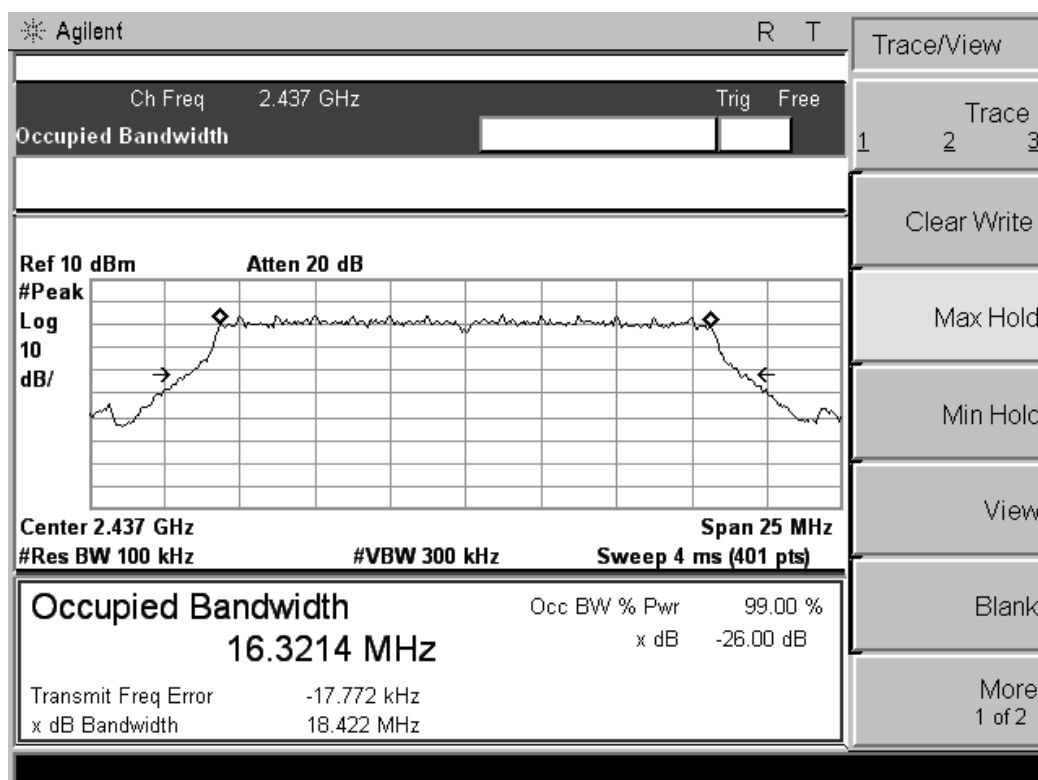 Agilent R T
Trace/View
Ch Freq 2.437 GHz Trig Free
Occupied Bandwidth
Trace
1 2 3
Clear Write
Ref 10 dBm Atten 20 dB
#Peak
Log
10
dB/
Max Hold
Min Hold
Center 2.437 GHz Span 25 MHz
#Res BW 100 kHz #VBW 300 kHz Sweep 4 ms (401 pts)
View
Occupied Bandwidth Occ BW % Pwr 99.00 %
16.3214 MHz x dB -26.00 dB
Blank
Transmit Freq Error -17.772 kHz
x dB Bandwidth 18.422 MHz
More
1 of 2